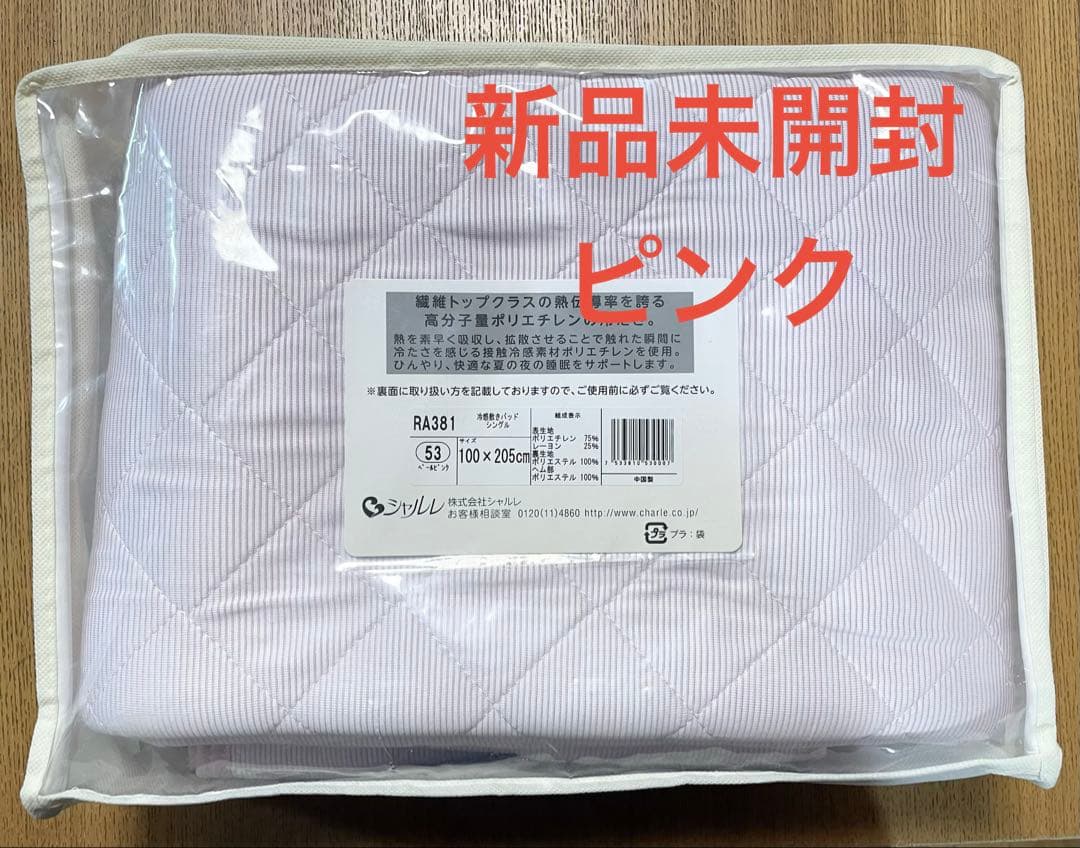 新品未開封
ピンク
繊維トップクラスの熱伝導率を誇る
高分子量ポリエチレンの冷たさ。
熱を素早く吸収し、拡散させることで触れた瞬間に
冷たさを感じる接触冷感素材ポリエチレンを使用。
ひんやり、快適な夏の夜の睡眠をサポートします。
※裏面に取り扱い方を記載しておりますので、ご使用前に必ずご覧ください。
RA381
冷感敷きパッド
シングル
53
ペールピンク
サイズ
100×205cm
組成表示
表生地
ポリエチレン 75%
レーヨン 25%
裏生地
ポリエステル 100%
ヘム部
ポリエステル 100%
中国製
シャルレ
株式会社シャルレ
お客様相談室 0120(11)4860 http://www.charle.co.jp/
プラ
プラ：袋